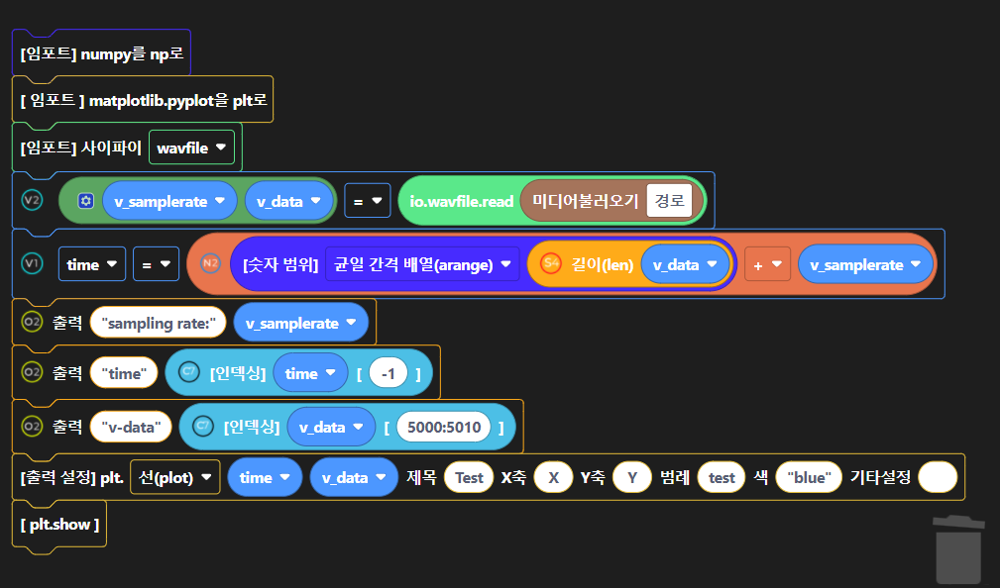 [임포트] numpy를 np로
[ 임포트 ] matplotlib.pyplot을 plt로
[임포트] 사이파이 wavfile
V2 v_samplerate v_data = io.wavfile.read 미디어불러오기 경로
V1 time = N2 [숫자 범위] 균일 간격 배열(arange) S4 길이(len) v_data + v_samplerate
O2 출력 "sampling rate:" v_samplerate
O2 출력 "time" C7 [인덱싱] time [ -1 ]
O2 출력 "v-data" C7 [인덱싱] v_data [ 5000:5010 ]
[출력 설정] plt. 선(plot) time v_data 제목 Test X축 X Y축 Y 범례 test 색 "blue" 기타설정
[ plt.show ]